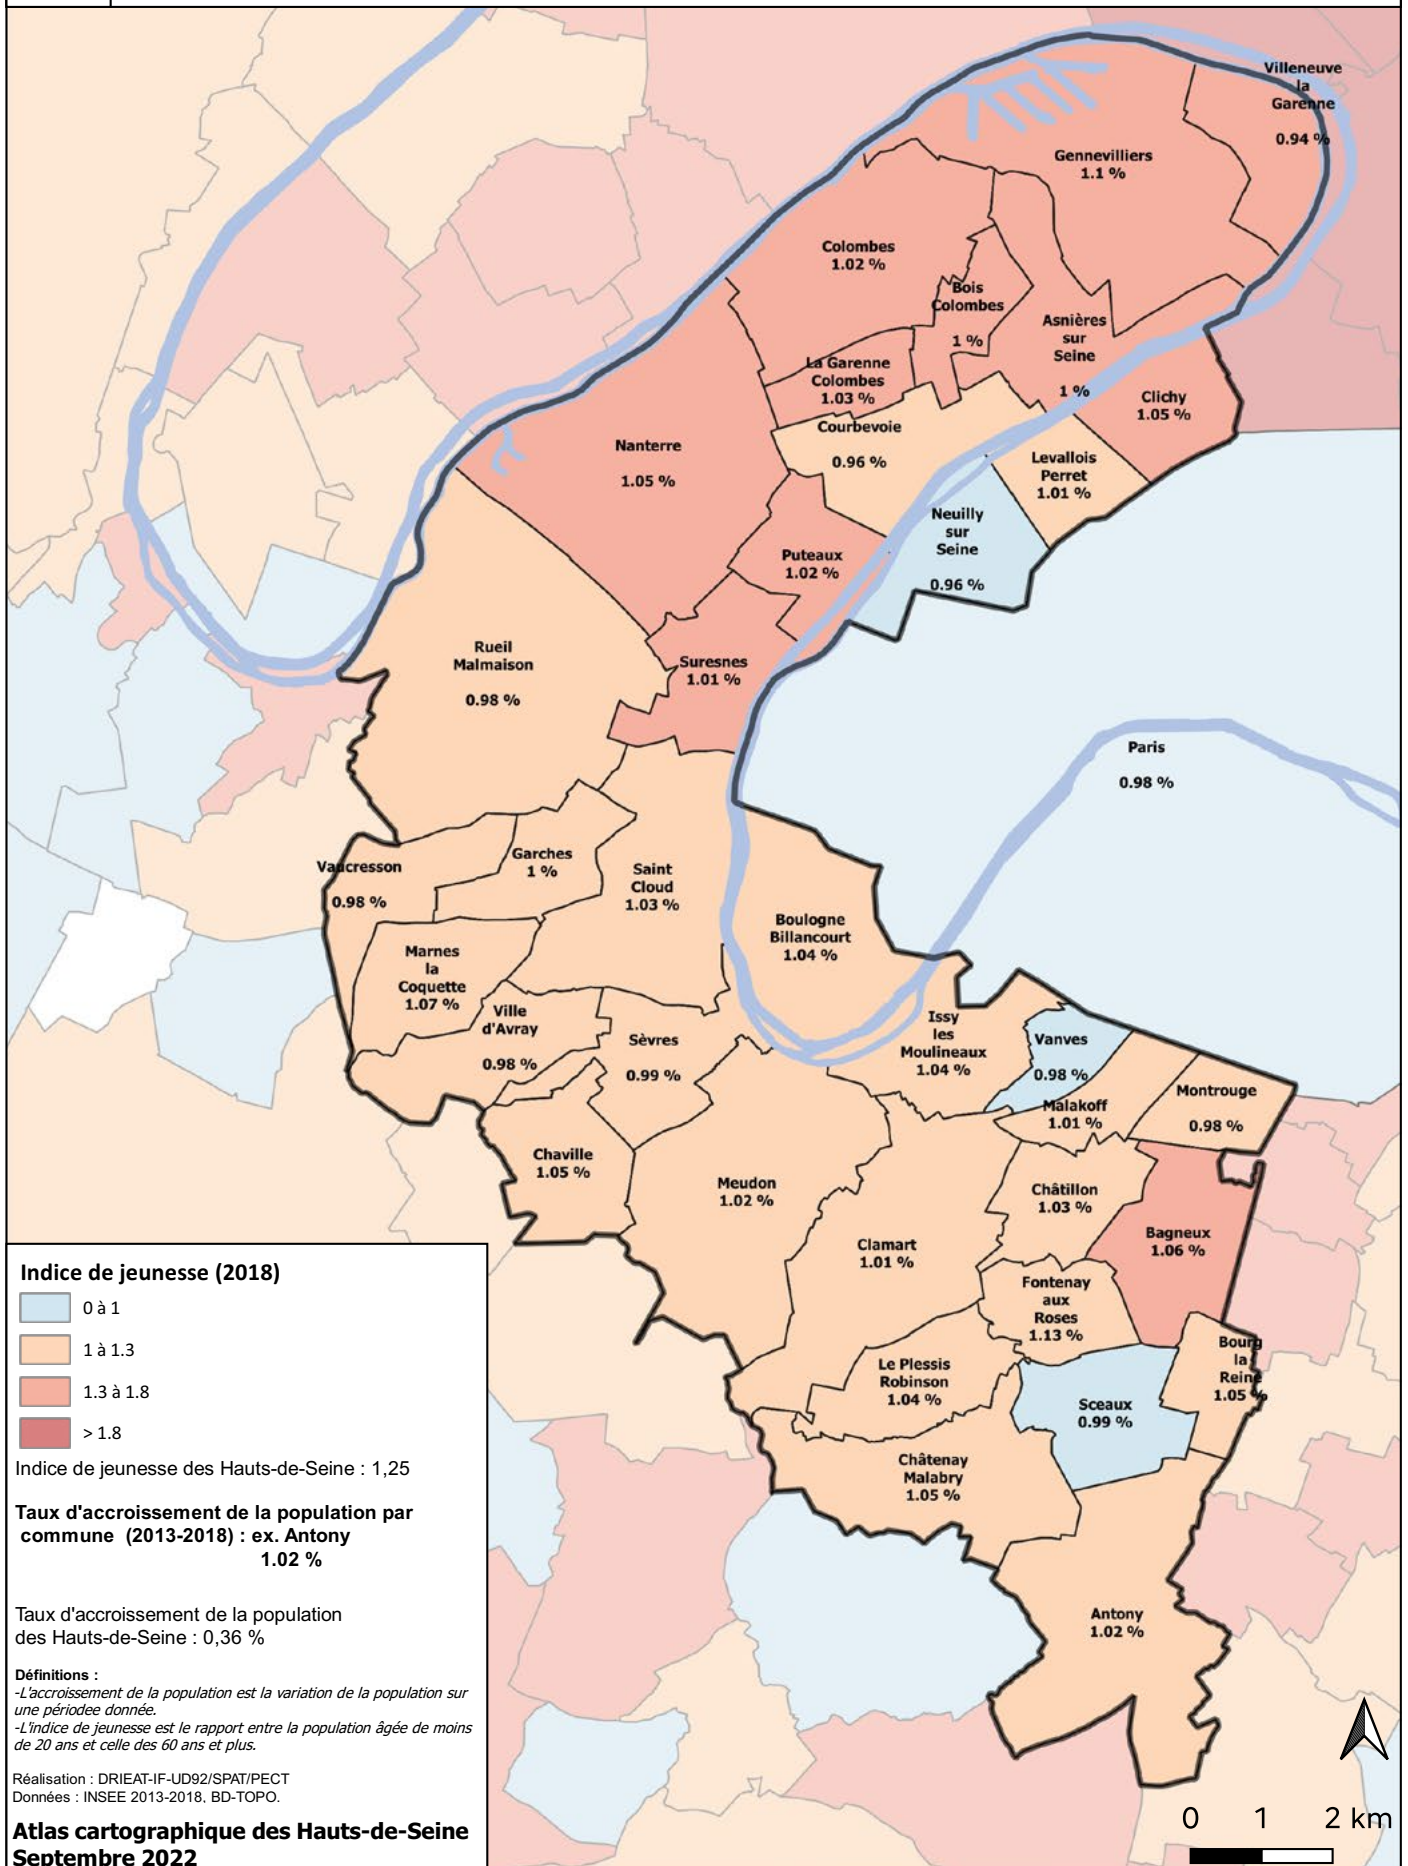 Villeneuve
la
Garenne
0.94 %
Gennevilliers
1.1 %
Colombes
1.02 %
Bois
Colombes
1 %
Asnières
sur
Seine
1 %
La Garenne
Colombes
1.03 %
Clichy
1.05 %
Courbevoie
0.96 %
Nanterre
1.05 %
Levallois
Perret
1.01 %
Neuilly
sur
Seine
0.96 %
Puteaux
1.02 %
Rueil
Malmaison
0.98 %
Suresnes
1.01 %
Paris
0.98 %
Vaucresson
0.98 %
Garches
1 %
Saint
Cloud
1.03 %
Boulogne
Billancourt
1.04 %
Marnes
la
Coquette
1.07 %
Ville
d'Avray
0.98 %
Sèvres
0.99 %
Issy
les
Moulineaux
1.04 %
Vanves
0.98 %
Malakoff
1.01 %
Montrouge
0.98 %
Chaville
1.05 %
Meudon
1.02 %
Châtillon
1.03 %
Bagneux
1.06 %
Clamart
1.01 %
Fontenay
aux
Roses
1.13 %
Bourg
la
Reine
1.05 %
Le Plessis
Robinson
1.04 %
Sceaux
0.99 %
Châtenay
Malabry
1.05 %
Antony
1.02 %
Indice de jeunesse (2018)
0 à 1
1 à 1.3
1.3 à 1.8
> 1.8
Indice de jeunesse des Hauts-de-Seine : 1,25
Taux d'accroissement de la population par
commune (2013-2018) : ex. Antony
1.02 %
Taux d'accroissement de la population
des Hauts-de-Seine : 0,36 %
Définitions :
-L'accroissement de la population est la variation de la population sur
une périodee donnée.
-L'indice de jeunesse est le rapport entre la population âgée de moins
de 20 ans et celle des 60 ans et plus.
Réalisation : DRIEAT-IF-UD92/SPAT/PECT
Données : INSEE 2013-2018, BD-TOPO.
Atlas cartographique des Hauts-de-Seine
Septembre 2022
0 1 2 km